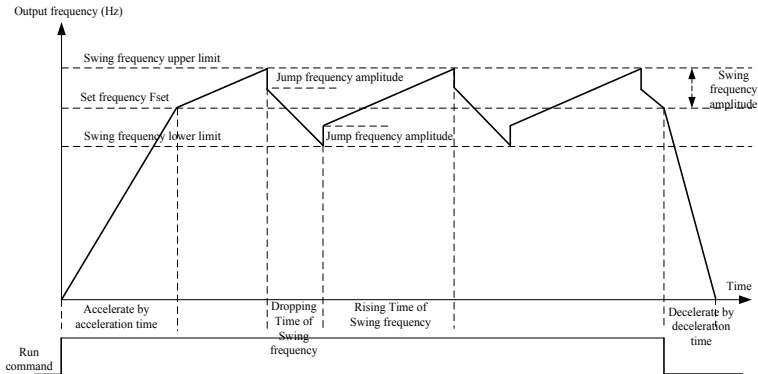 Output frequency (Hz)
Swing frequency upper limit
Jump frequency amplitude
Swing
frequency
amplitude
Set frequency Fset
Swing frequency lower limit
Jump frequency amplitude
Time
Accelerate by
acceleration time
Dropping
Time of
Swing
frequency
Rising Time of
Swing frequency
Decelerate by
deceleration
time
Run
command